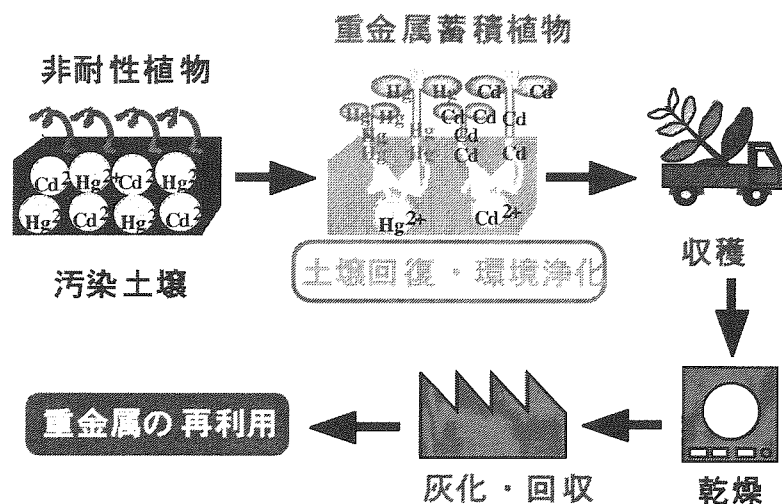 重金属蓄積植物
非耐性植物
Hg Hg Cd Cd
Hg Hg Cd Cd Cd
Hg Cd
Hg Hg Cd Cd
Cd2 Hg2+ Cd2 Hg2
Hg2 Cd2 Hg2 Cd2
Hg2+ Cd2+
汚染土壌
土壌回復・環境浄化
収穫
重金属の再利用
灰化・回収
乾燥